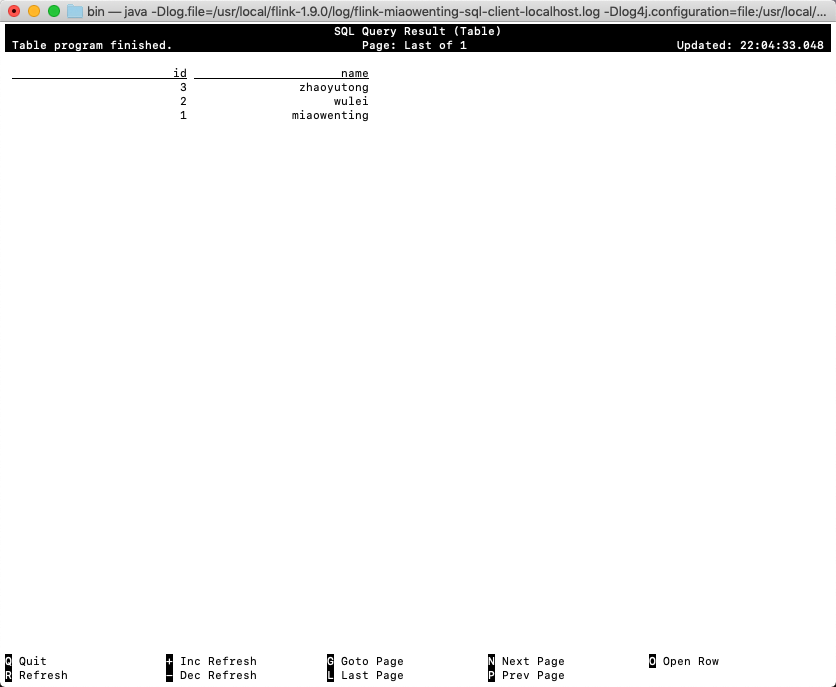 bin — java -Dlog.file=/usr/local/flink-1.9.0/log/flink-miaowenting-sql-client-localhost.log -Dlog4j.configuration=file:/usr/local/...
SQL Query Result (Table)
Table program finished. Page: Last of 1 Updated: 22:04:33.048
id name
3 zhaoyutong
2 wulei
1 miaowenting
Q Quit + Inc Refresh G Goto Page N Next Page O Open Row
R Refresh - Dec Refresh L Last Page P Prev Page